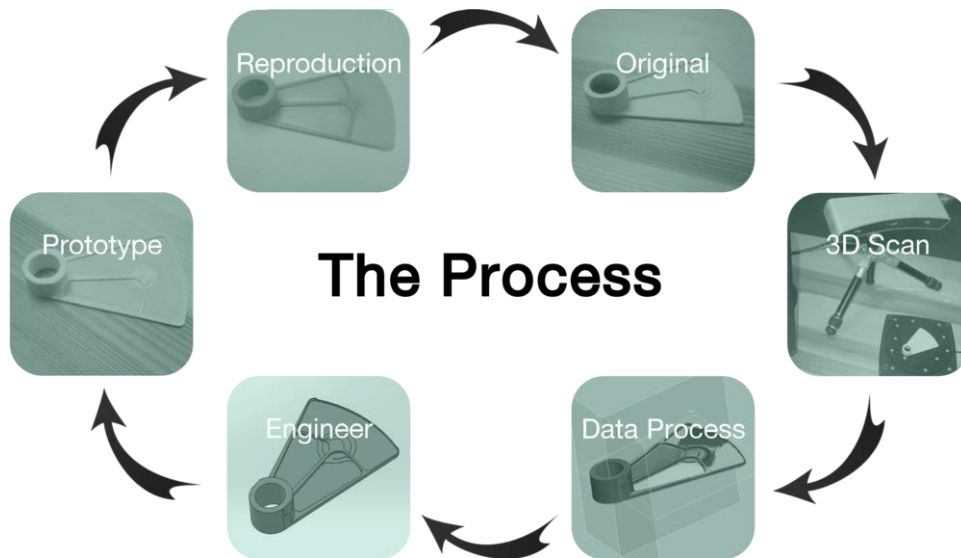 Reproduction
Original
Prototype
The Process
3D Scan
Engineer
Data Process